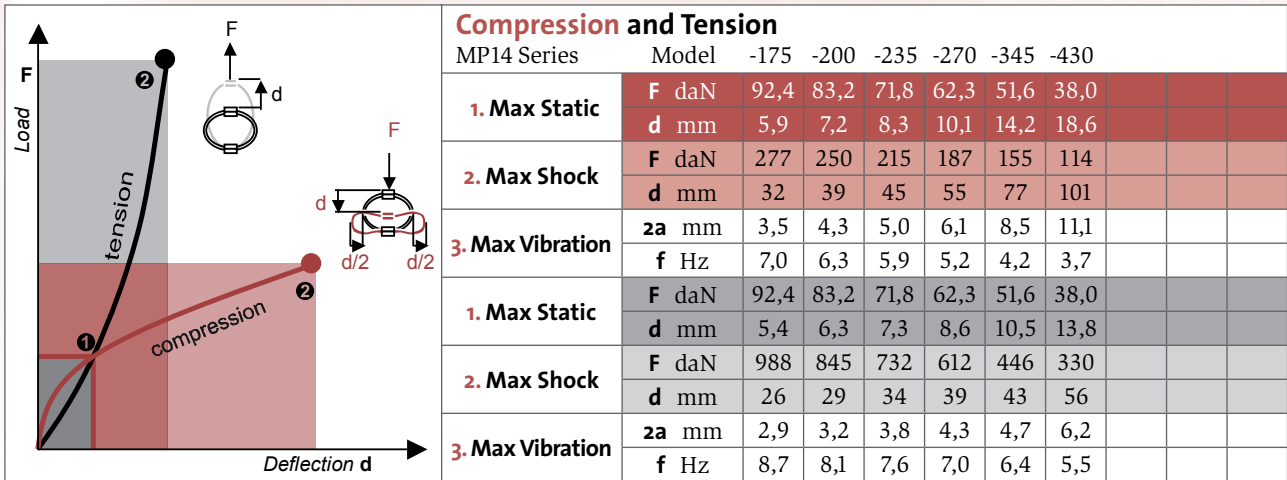 F
Load
❷
F
d
tension
F
d
d/2 d/2
❷
❶
compression
Deflection d
Compression and Tension
MP14 Series Model -175 -200 -235 -270 -345 -430
1. Max Static F daN 92,4 83,2 71,8 62,3 51,6 38,0
d mm 5,9 7,2 8,3 10,1 14,2 18,6
2. Max Shock F daN 277 250 215 187 155 114
d mm 32 39 45 55 77 101
3. Max Vibration 2a mm 3,5 4,3 5,0 6,1 8,5 11,1
f Hz 7,0 6,3 5,9 5,2 4,2 3,7
1. Max Static F daN 92,4 83,2 71,8 62,3 51,6 38,0
d mm 5,4 6,3 7,3 8,6 10,5 13,8
2. Max Shock F daN 988 845 732 612 446 330
d mm 26 29 34 39 43 56
3. Max Vibration 2a mm 2,9 3,2 3,8 4,3 4,7 6,2
f Hz 8,7 8,1 7,6 7,0 6,4 5,5